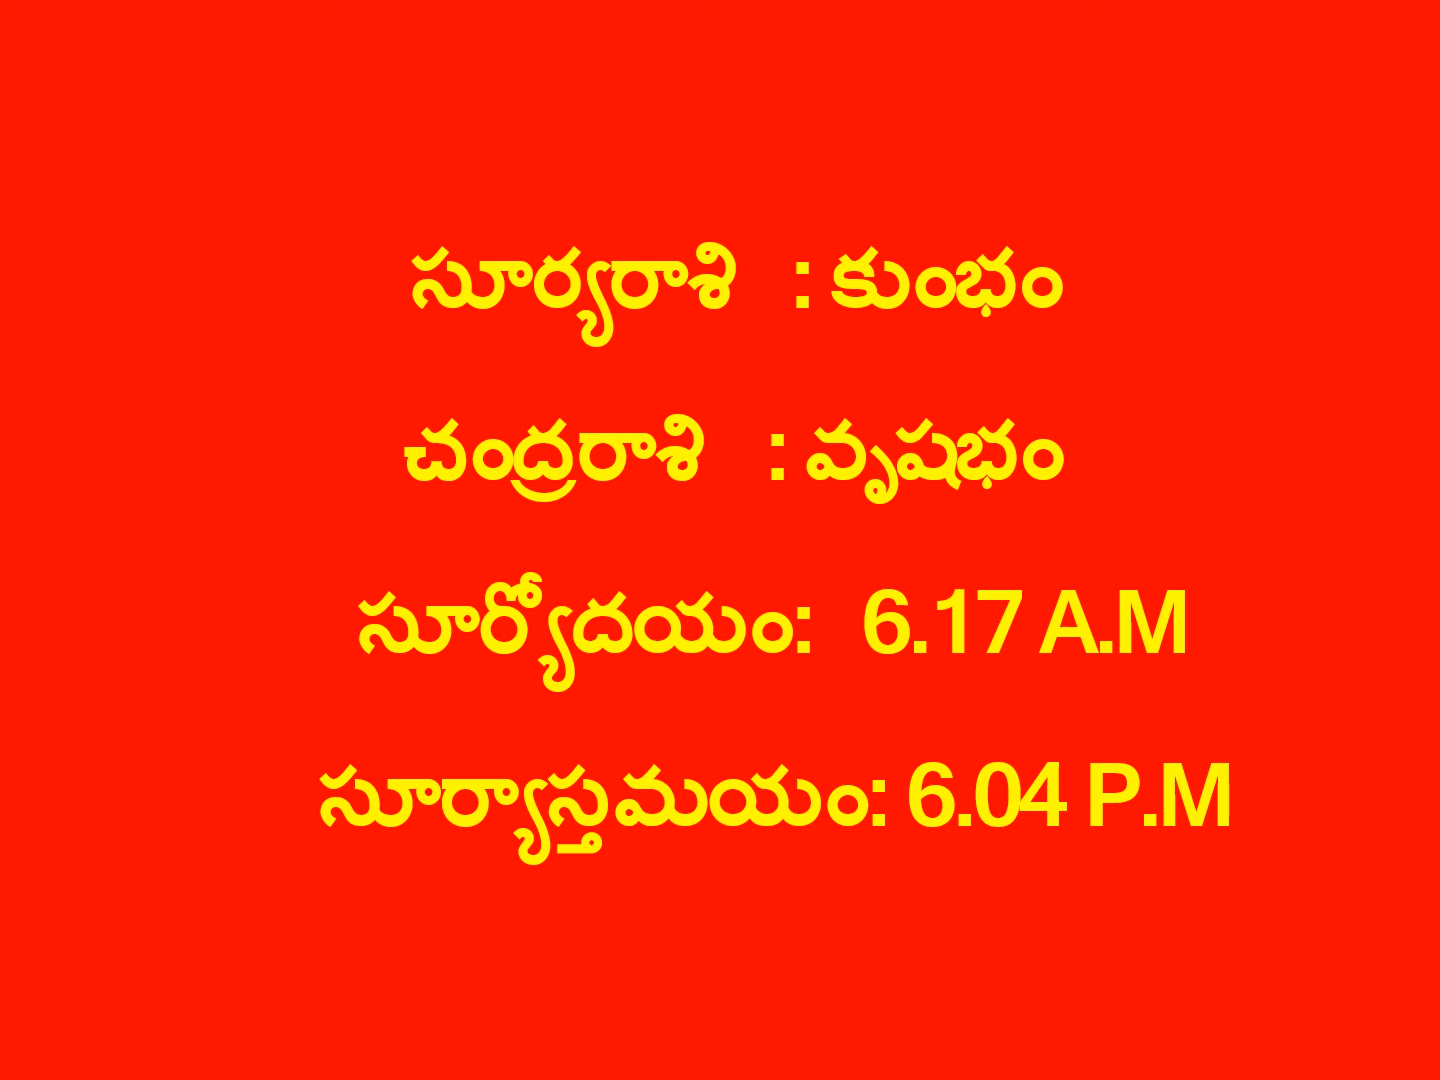 సూర్యరాశి : కుంభం
చంద్రరాశి : వృషభం
సూర్యోదయం: 6.17 A.M
సూర్యాస్తమయం: 6.04 P.M